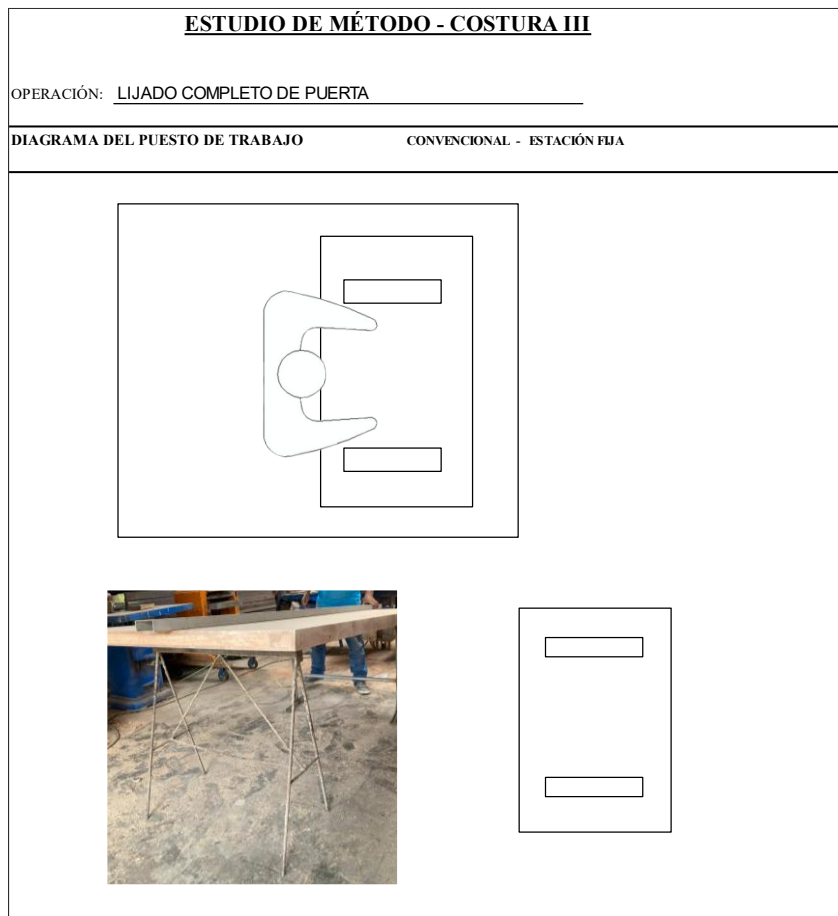 ESTUDIO DE MÉTODO - COSTURA III
OPERACIÓN: LIJADO COMPLETO DE PUERTA
DIAGRAMA DEL PUESTO DE TRABAJO CONVENCIONAL - ESTACIÓN FIJA